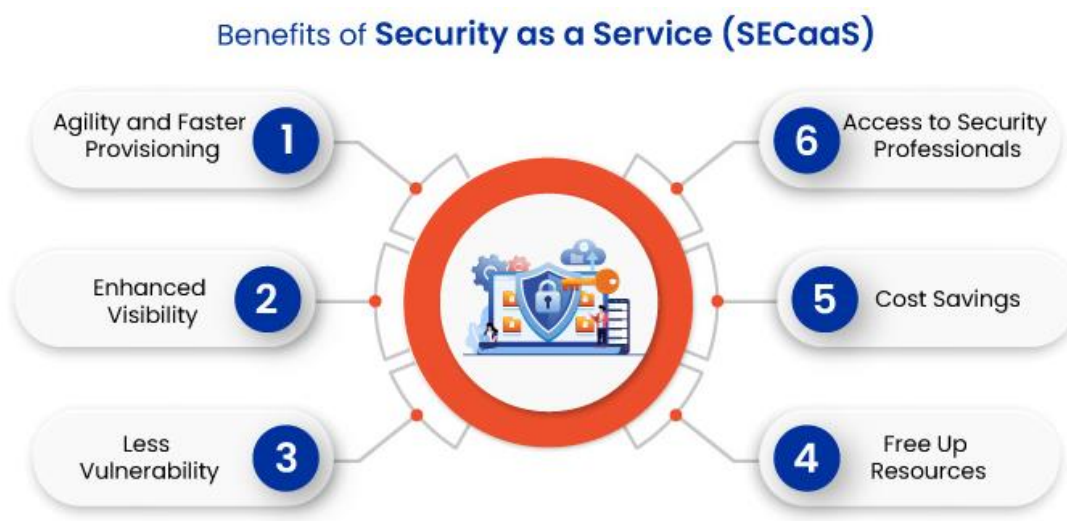 Benefits of Security as a Service (SECaaS)
Agility and Faster
Provisioning
1
Enhanced
Visibility
2
Less
Vulnerability
3
4
Free Up
Resources
5
Cost Savings
6
Access to Security
Professionals